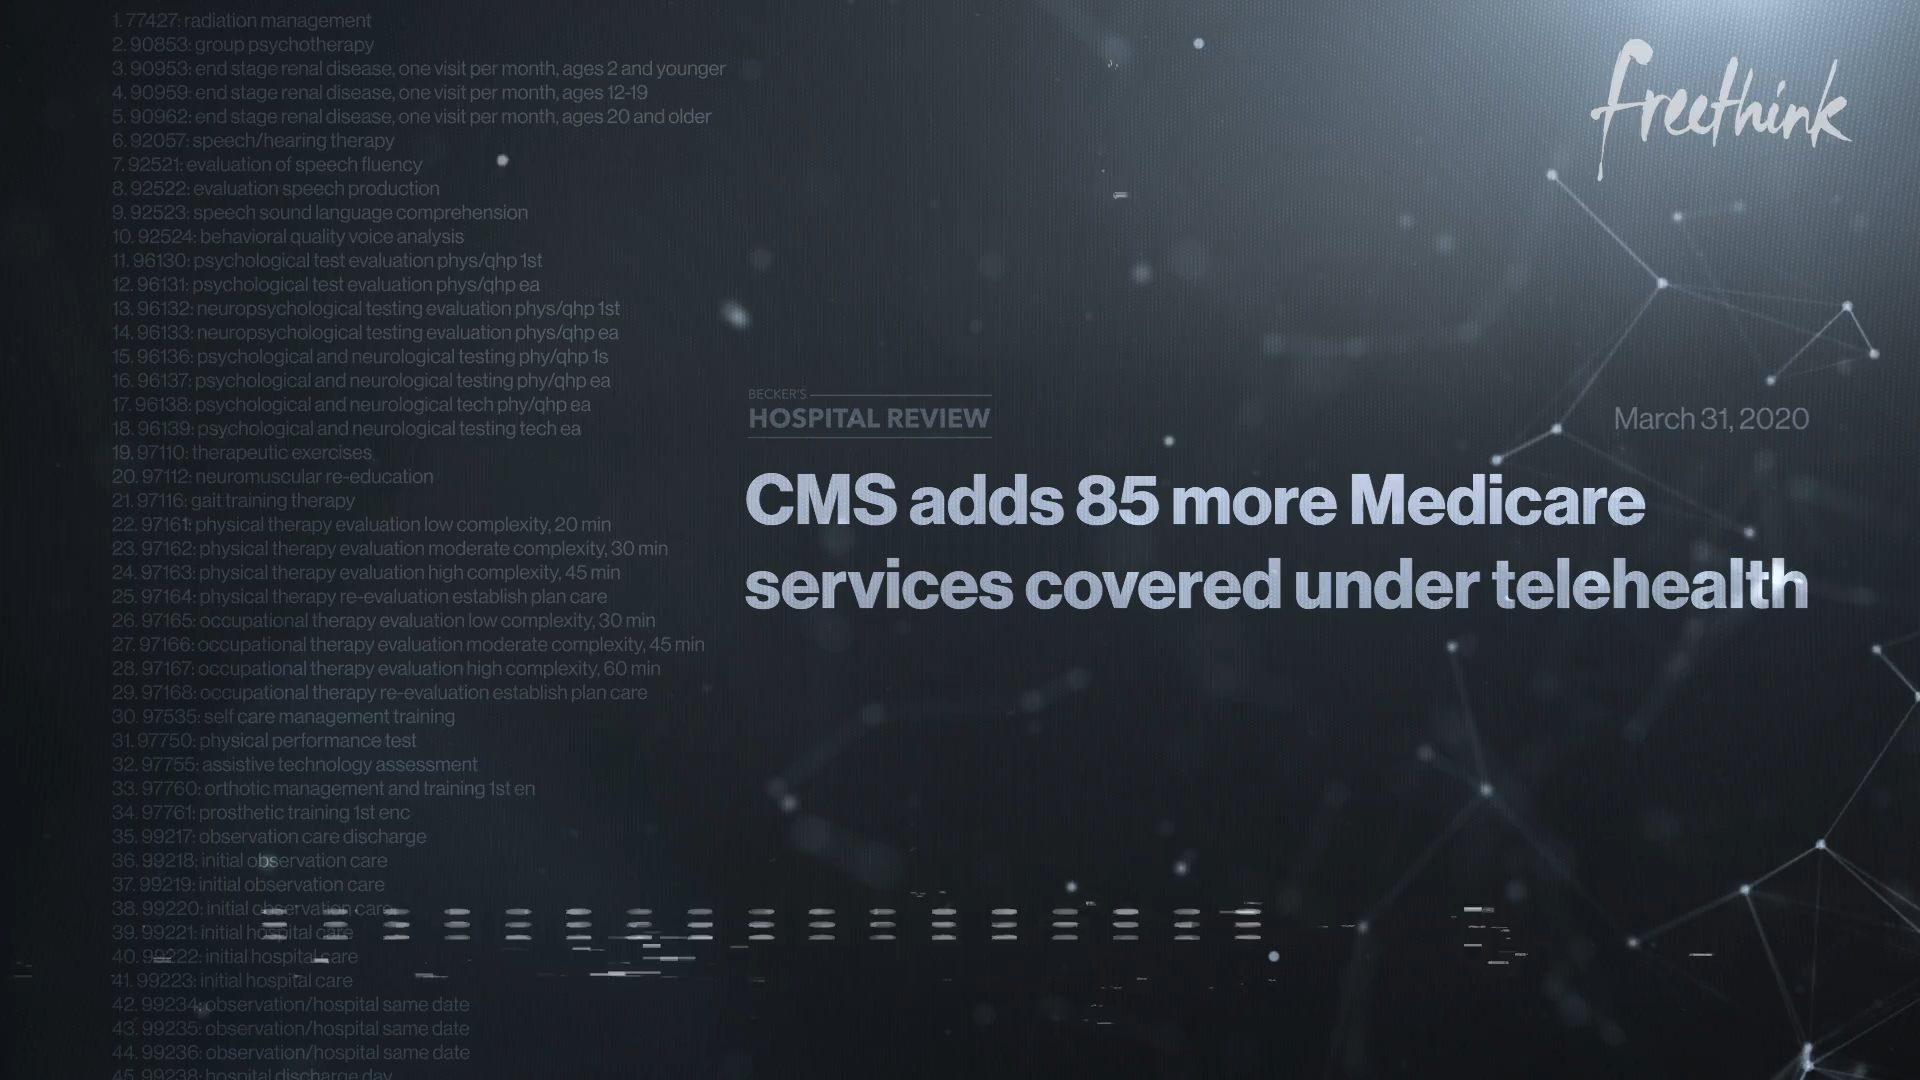 1. 77427: radiation management
2. 90853: group psychotherapy
3. 90953: end stage renal disease, one visit per month, ages 2 and younger
4. 90959: end stage renal disease, one visit per month, ages 12-19
5. 90962: end stage renal disease, one visit per month, ages 20 and older
6. 92057: speech/hearing therapy
7. 92521: evaluation of speech fluency
8. 92522: evaluation speech production
9. 92523: speech sound language comprehension
10. 92524: behavioral quality voice analysis
11. 96130: psychological test evaluation phys/qhp 1st
12. 96131: psychological test evaluation phys/qhp ea
13. 96132: neuropsychological testing evaluation phys/qhp 1st
14. 96133: neuropsychological testing evaluation phys/qhp ea
15. 96136: psychological and neurological testing phy/qhp 1s
16. 96137: psychological and neurological testing phy/qhp ea
17. 96138: psychological and neurological tech phy/qhp ea
18. 96139: psychological and neurological testing tech ea
19. 97110: therapeutic exercises
20. 97112: neuromuscular re-education
21. 97116: gait training therapy
22. 97161: physical therapy evaluation low complexity, 20 min
23. 97162: physical therapy evaluation moderate complexity, 30 min
24. 97163: physical therapy evaluation high complexity, 45 min
25. 97164: physical therapy re-evaluation establish plan care
26. 97165: occupational therapy evaluation low complexity, 30 min
27. 97166: occupational therapy evaluation moderate complexity, 45 min
28. 97167: occupational therapy evaluation high complexity, 60 min
29. 97168: occupational therapy re-evaluation establish plan care
30. 97535: self care management training
31. 97750: physical performance test
32. 97755: assistive technology assessment
33. 97760: orthotic management and training 1st en
34. 97761: prosthetic training 1st enc
35. 99217: observation care discharge
36. 99218: initial observation care
37. 99219: initial observation care
38. 99220: initial observation care
39. 99221: initial hospital care
40. 99222: initial hospital care
41. 99223: initial hospital care
42. 99234: observation/hospital same date
43. 99235: observation/hospital same date
44. 99236: observation/hospital same date
45. 99238: hospital discharge day
freethink
BECKER'S
HOSPITAL REVIEW
March 31, 2020
CMS adds 85 more Medicare
services covered under telehealth